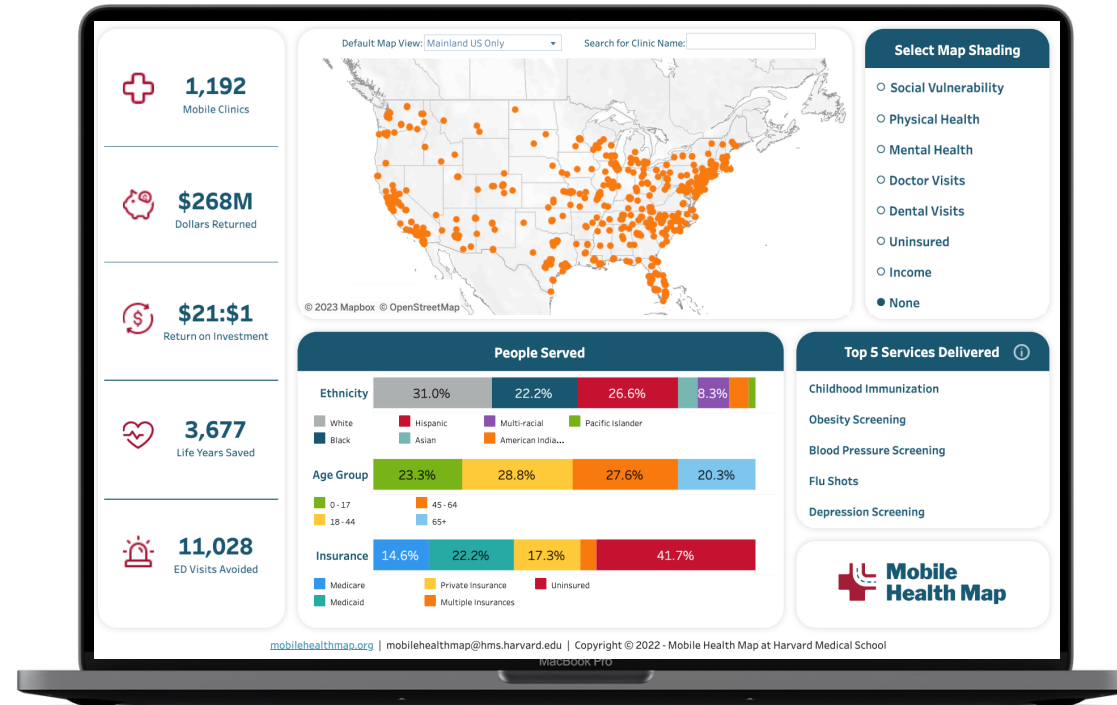 1,192
Mobile Clinics
$268M
Dollars Returned
$21:$1
Return on Investment
3,677
Life Years Saved
11,028
ED Visits Avoided
Default Map View: Mainland US Only
Search for Clinic Name:
© 2023 Mapbox © OpenStreetMap
Select Map Shading
Social Vulnerability
Physical Health
Mental Health
Doctor Visits
Dental Visits
Uninsured
Income
None
People Served
Ethnicity 31.0% 22.2% 26.6% 8.3%
White Hispanic Multi-racial Pacific Islander
Black Asian American India...
Age Group 23.3% 28.8% 27.6% 20.3%
0 - 17 45 - 64
18 - 44 65+
Insurance 14.6% 22.2% 17.3% 41.7%
Medicare Private Insurance Uninsured
Medicaid Multiple Insurances
Top 5 Services Delivered i
Childhood Immunization
Obesity Screening
Blood Pressure Screening
Flu Shots
Depression Screening
Mobile
Health Map
mobilehealthmap.org | mobilehealthmap@hms.harvard.edu | Copyright © 2022 - Mobile Health Map at Harvard Medical School
MacBook Pro